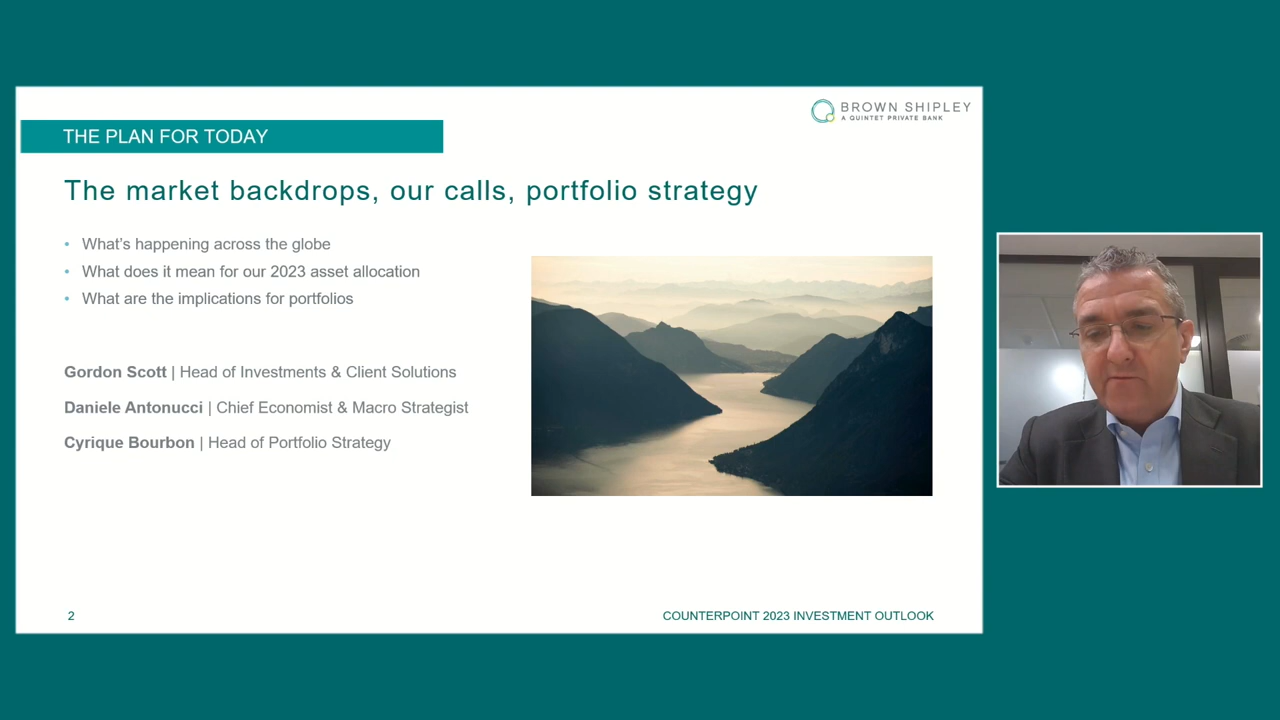 BROWN SHIPLEY
A QUINTET PRIVATE BANK
THE PLAN FOR TODAY
The market backdrops, our calls, portfolio strategy
• What's happening across the globe
• What does it mean for our 2023 asset allocation
• What are the implications for portfolios
Gordon Scott | Head of Investments & Client Solutions
Daniele Antonucci | Chief Economist & Macro Strategist
Cyrique Bourbon | Head of Portfolio Strategy
2
COUNTERPOINT 2023 INVESTMENT OUTLOOK